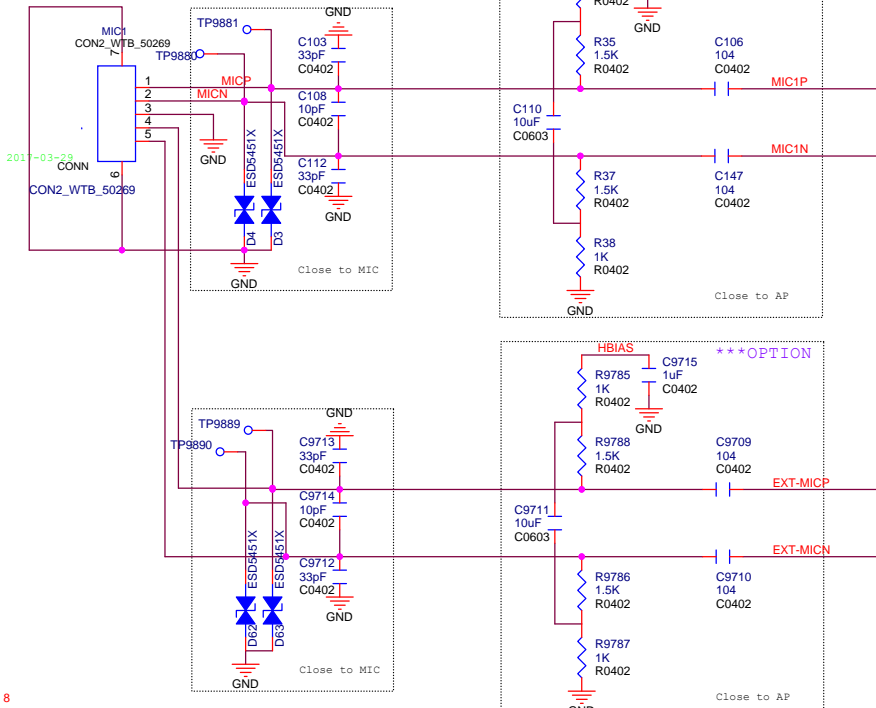 MIC1
CON2_WTB_50269
7
1
2
3
4
5
6
MICP
MICN
GND
2017-03-29
CONN
CON2_WTB_50269
TP9881
TP9880
GND
C103
33pF
C0402
C108
10pF
C0402
C112
33pF
C0402
GND
ESD5451X
ESD5451X
D4
D3
GND
Close to MIC
R0402
GND
R35
1.5K
R0402
C106
104
C0402
MIC1P
C110
10uF
C0603
MIC1N
R37
1.5K
R0402
C147
104
C0402
R38
1K
R0402
GND
Close to AP
HBIAS
***OPTION
R9785
1K
R0402
C9715
1uF
C0402
GND
R9788
1.5K
R0402
C9709
104
C0402
EXT-MICP
C9711
10uF
C0603
EXT-MICN
R9786
1.5K
R0402
C9710
104
C0402
R9787
1K
R0402
GND
Close to AP
TP9889
TP9890
GND
C9713
33pF
C0402
C9714
10pF
C0402
C9712
33pF
C0402
GND
ESD5451X
ESD5451X
D62
D63
GND
Close to MIC
8